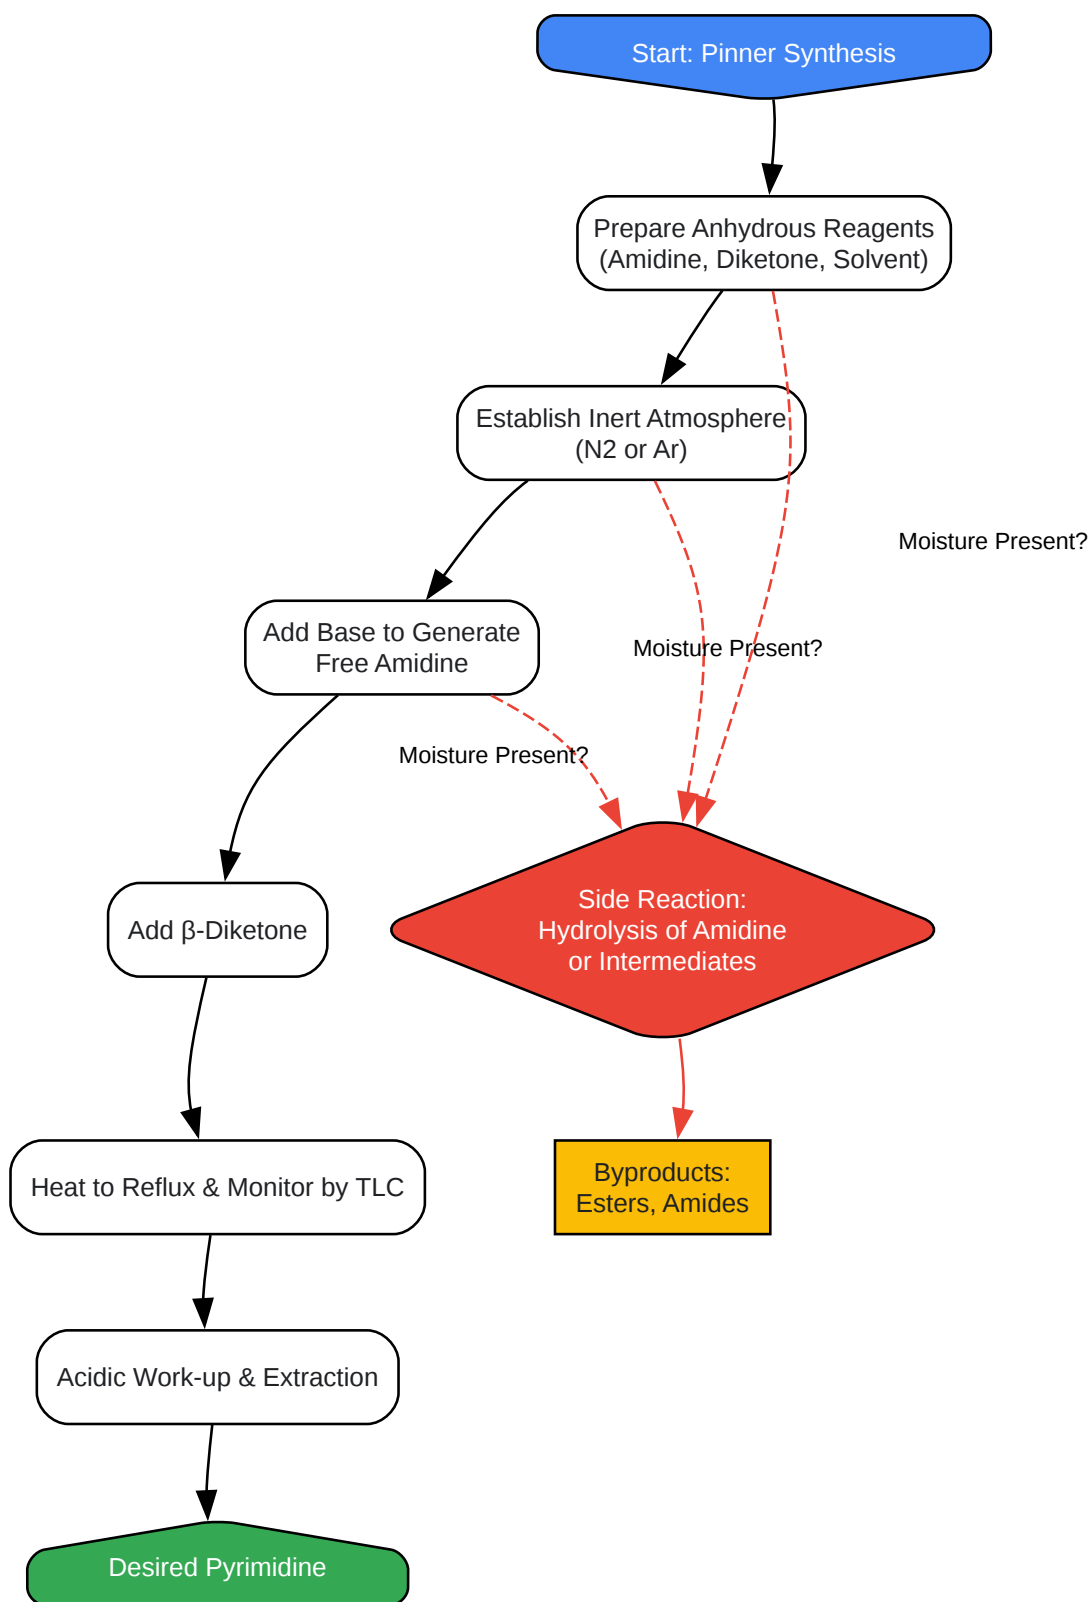 Start: Pinner Synthesis
Prepare Anhydrous Reagents
(Amidine, Diketone, Solvent)
Establish Inert Atmosphere
(N2 or Ar)
Moisture Present?
Add Base to Generate
Free Amidine
Moisture Present?
Moisture Present?
Add β-Diketone
Side Reaction:
Hydrolysis of Amidine
or Intermediates
Heat to Reflux & Monitor by TLC
Byproducts:
Esters, Amides
Acidic Work-up & Extraction
Desired Pyrimidine